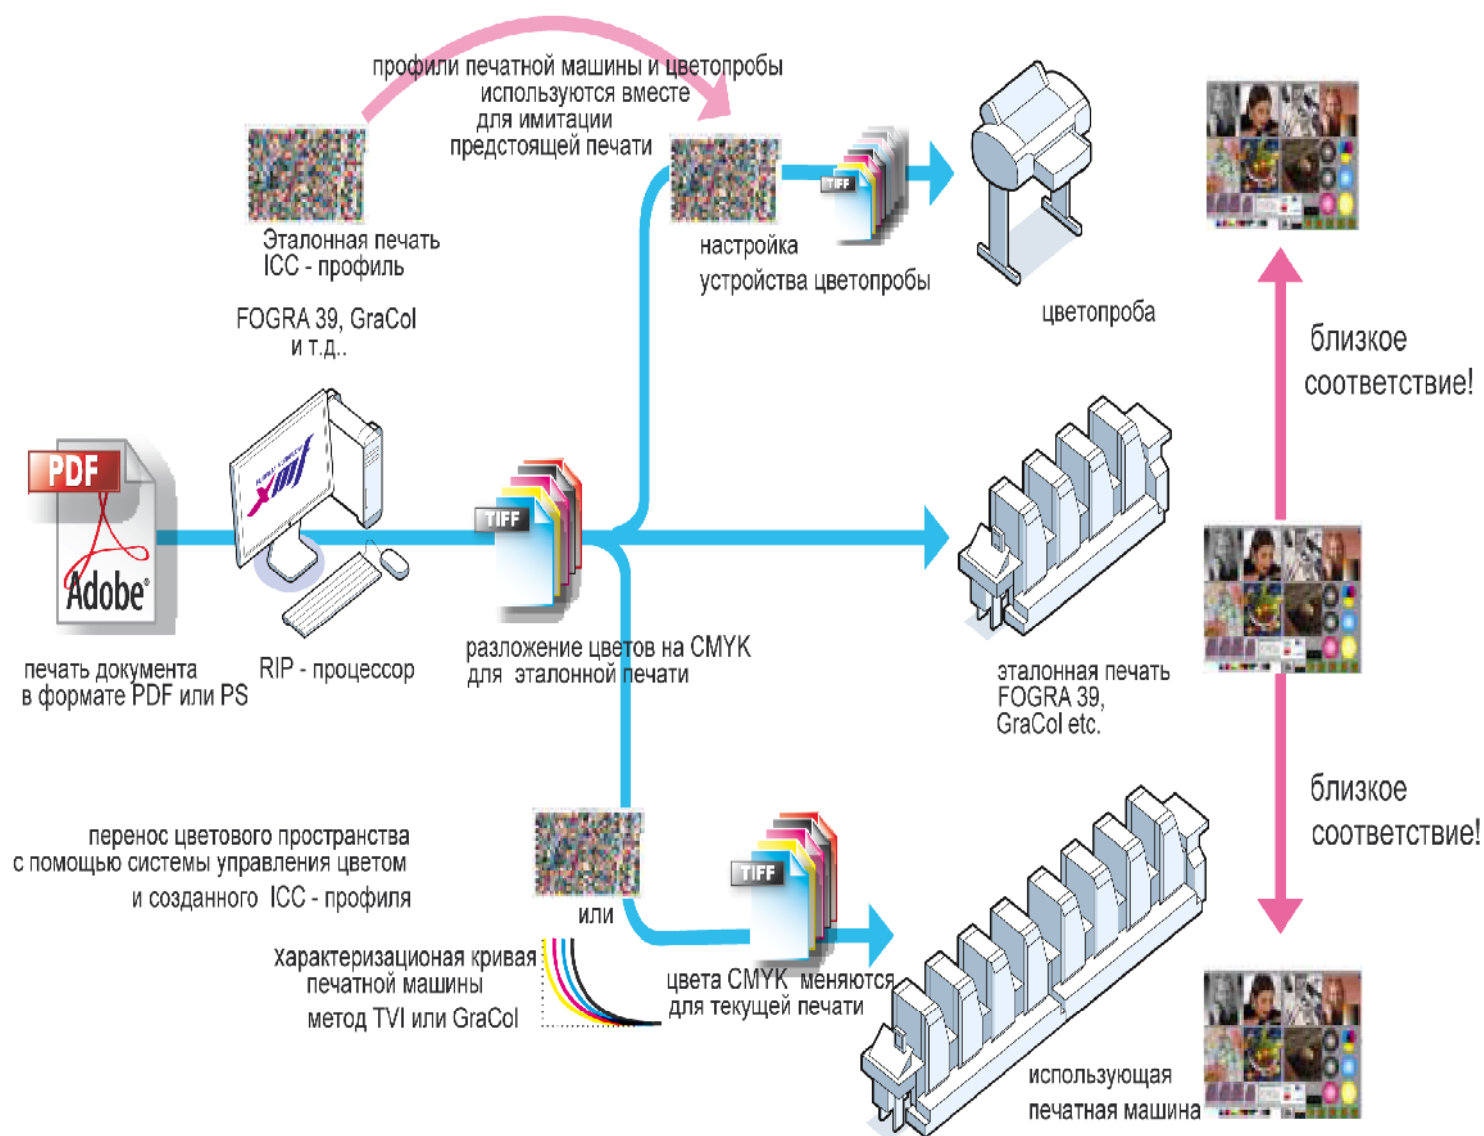 профили печатной машины и цветопробы
используются вместе
для имитации
предстоящей печати
Эталонная печать
ICC - профиль
FOGRA 39, GraCol
и т.д..
TIFF
настройка
устройства цветопробы
цветопроба
близкое
соответствие!
PDF
Adobe®
xmf
TIFF
печать документа
в формате PDF или PS
RIP - процессор
разложение цветов на CMYK
для эталонной печати
эталонная печать
FOGRA 39,
GraCol etc.
близкое
соответствие!
перенос цветового пространства
с помощью системы управления цветом
и созданного ICC - профиля
или
TIFF
Характеризационая кривая
печатной машины
метод TVI или GraCol
цвета CMYK меняются
для текущей печати
использующая
печатная машина